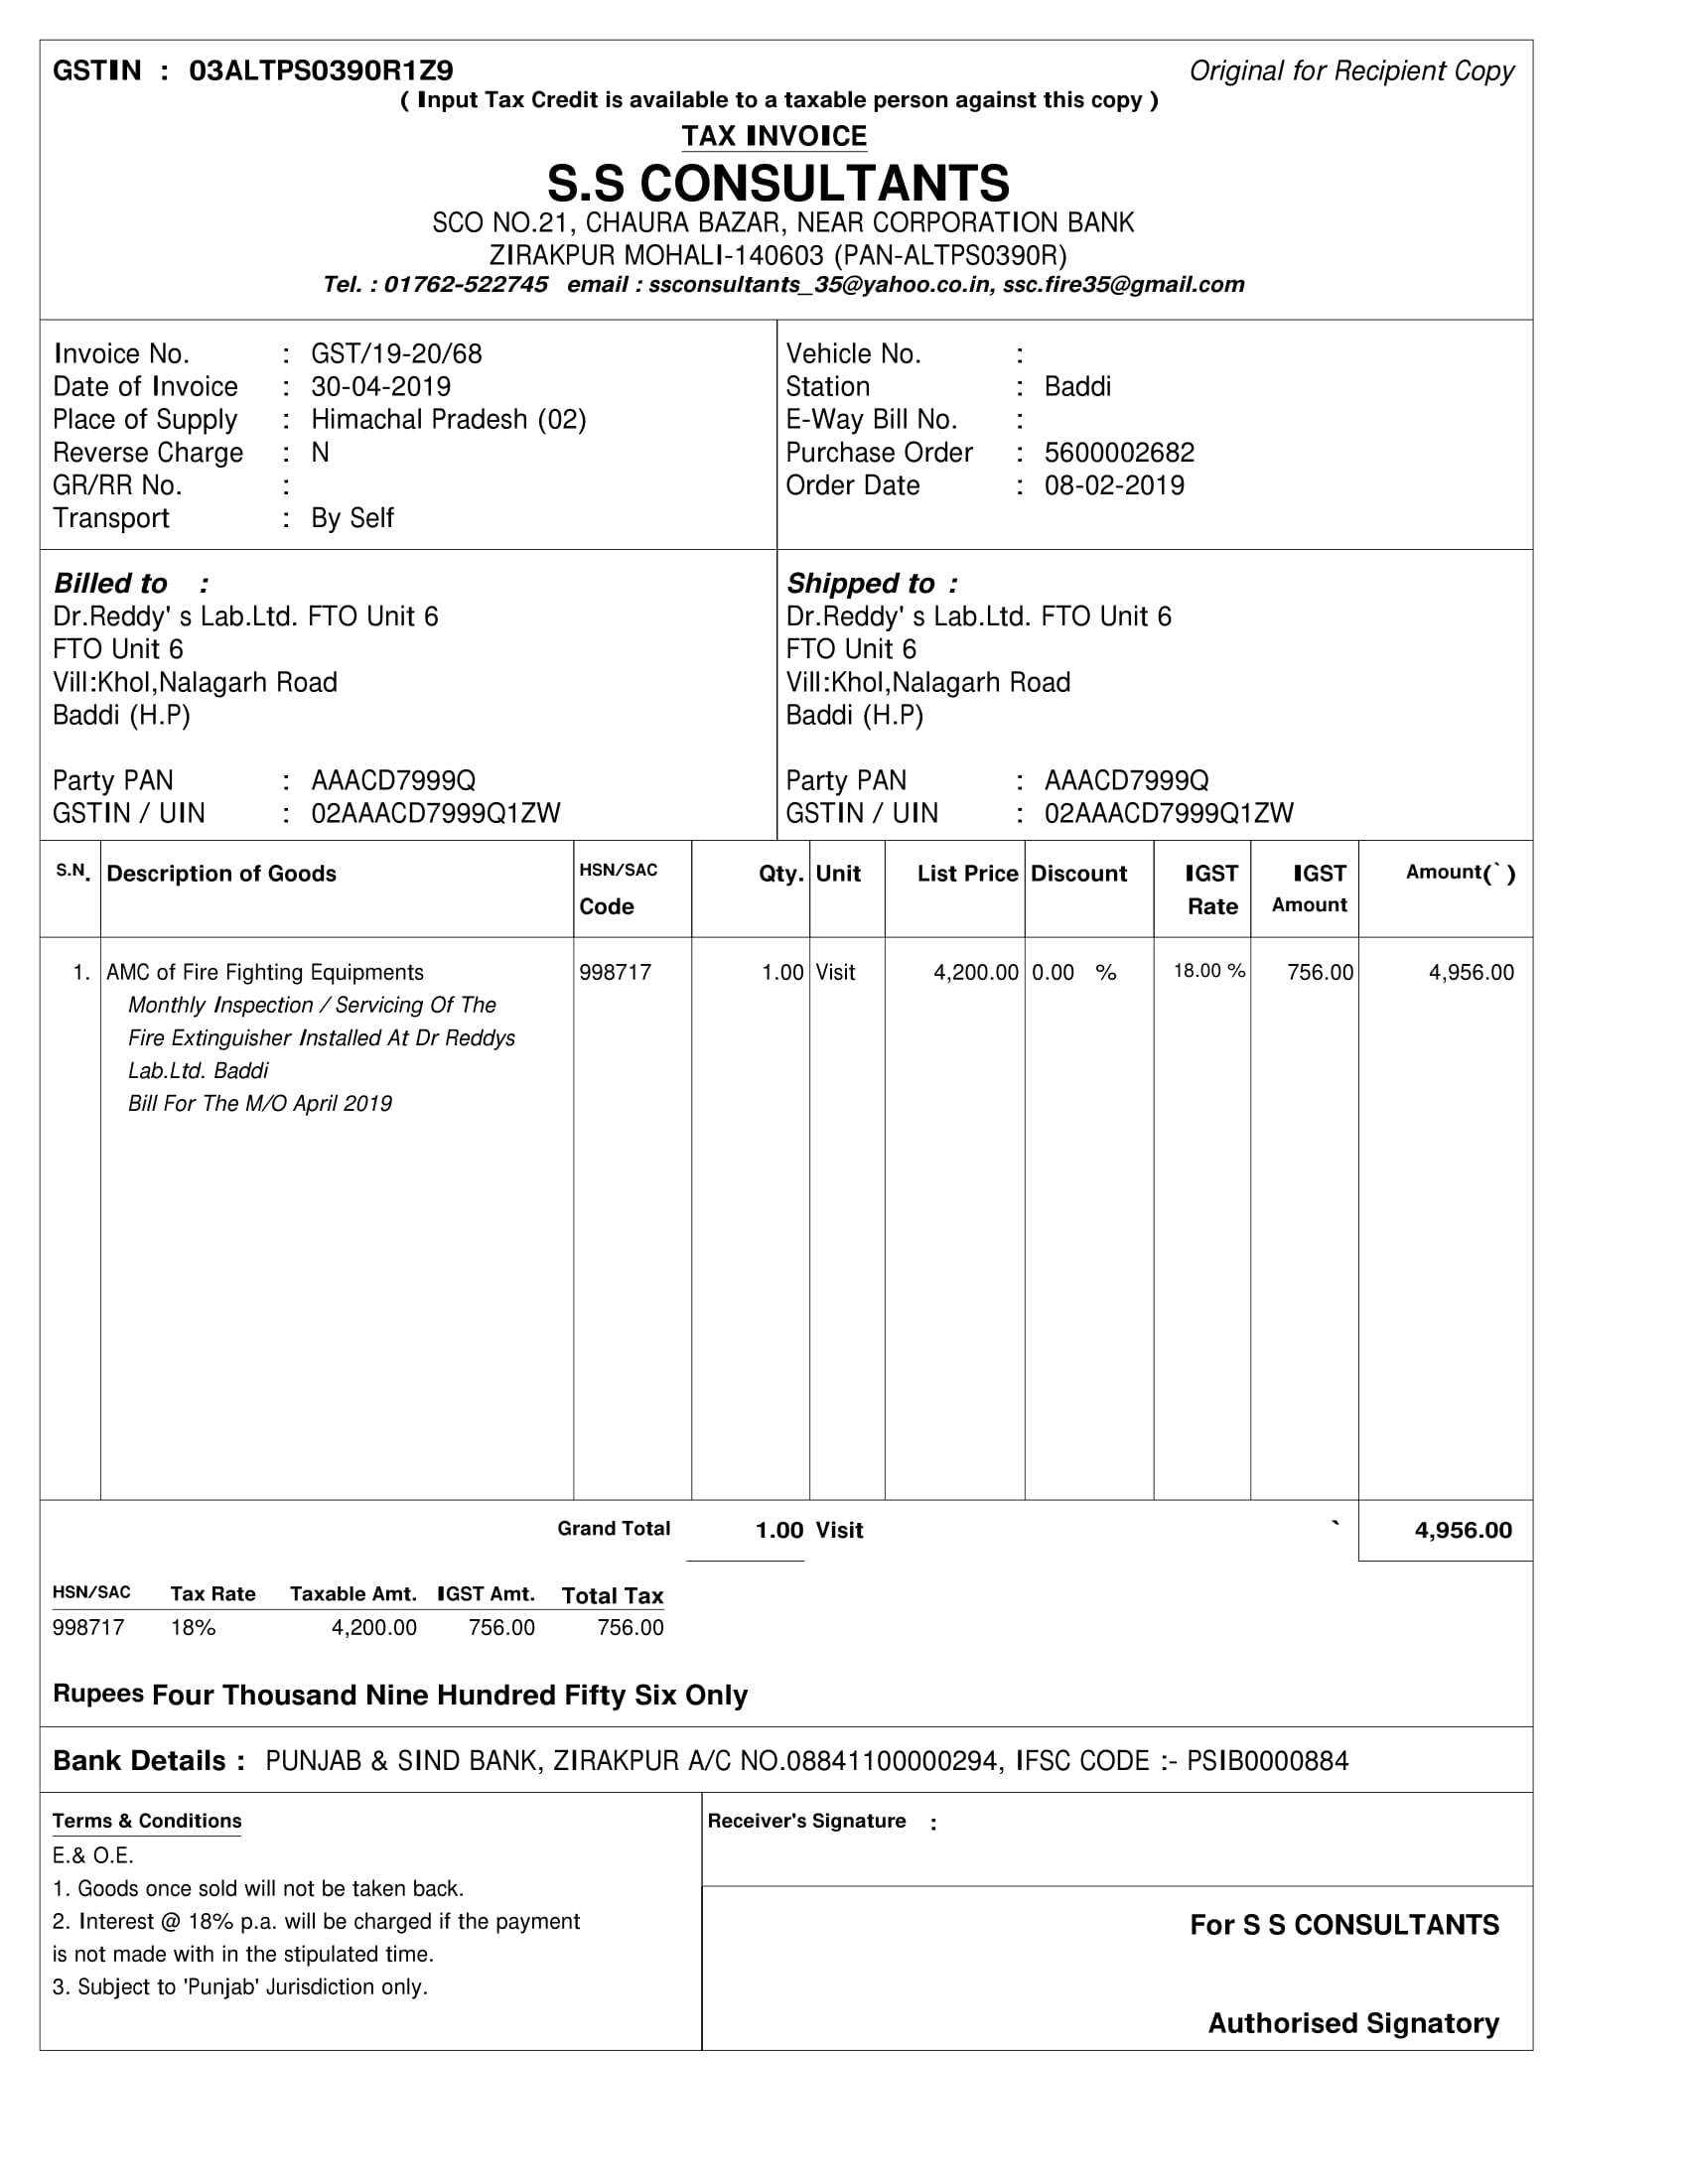 GSTIN : 03ALTPS0390R1Z9 Original for Recipient Copy
( Input Tax Credit is available to a taxable person against this copy )
TAX INVOICE
S.S CONSULTANTS
SCO NO.21, CHAURA BAZAR, NEAR CORPORATION BANK
ZIRAKPUR MOHALI-140603 (PAN-ALTPS0390R)
Tel. : 01762-522745 email : ssconsultants_35@yahoo.co.in, ssc.fire35@gmail.com
Invoice No. : GST/19-20/68
Date of Invoice : 30-04-2019
Place of Supply : Himachal Pradesh (02)
Reverse Charge : N
GR/RR No. :
Transport : By Self
Vehicle No. :
Station : Baddi
E-Way Bill No. :
Purchase Order : 5600002682
Order Date : 08-02-2019
Billed to :
Dr.Reddy' s Lab.Ltd. FTO Unit 6
FTO Unit 6
Vill:Khol,Nalagarh Road
Baddi (H.P)
Party PAN : AAACD7999Q
GSTIN / UIN : 02AAACD7999Q1ZW
Shipped to :
Dr.Reddy' s Lab.Ltd. FTO Unit 6
FTO Unit 6
Vill:Khol,Nalagarh Road
Baddi (H.P)
Party PAN : AAACD7999Q
GSTIN / UIN : 02AAACD7999Q1ZW
S.N. Description of Goods HSN/SAC Qty. Unit List Price Discount IGST IGST Amount(` )
Code Rate Amount
1. AMC of Fire Fighting Equipments 998717 1.00 Visit 4,200.00 0.00 % 18.00 % 756.00 4,956.00
Monthly Inspection / Servicing Of The
Fire Extinguisher Installed At Dr Reddys
Lab.Ltd. Baddi
Bill For The M/O April 2019
Grand Total 1.00 Visit ` 4,956.00
HSN/SAC Tax Rate Taxable Amt. IGST Amt. Total Tax
998717 18% 4,200.00 756.00 756.00
Rupees Four Thousand Nine Hundred Fifty Six Only
Bank Details : PUNJAB & SIND BANK, ZIRAKPUR A/C NO.08841100000294, IFSC CODE :- PSIB0000884
Terms & Conditions
E.& O.E.
1. Goods once sold will not be taken back.
2. Interest @ 18% p.a. will be charged if the payment
is not made with in the stipulated time.
3. Subject to 'Punjab' Jurisdiction only.
Receiver's Signature :
For S S CONSULTANTS
Authorised Signatory